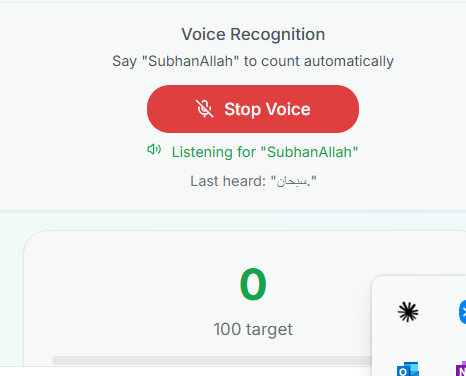 Voice Recognition
Say "SubhanAllah" to count automatically
Stop Voice
Listening for "SubhanAllah"
Last heard: "سبحان."
0
100 target